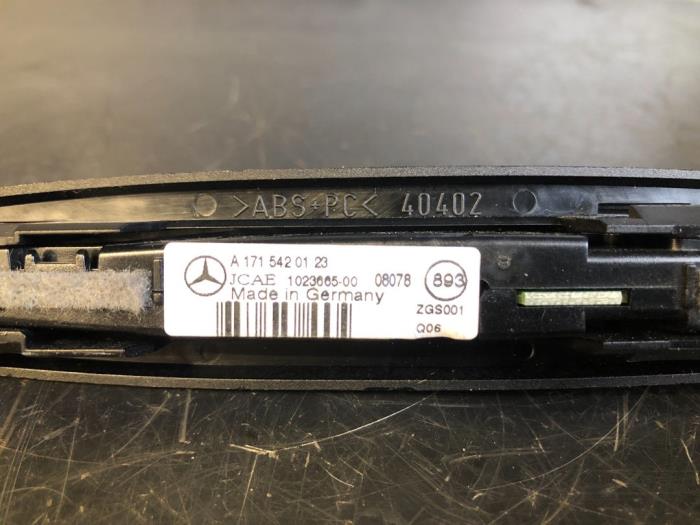 >ABS+PC< 40402
A 171 542 01 23
JCAE 1023665-00 08078 893
Made in Germany
ZGS001
Q06